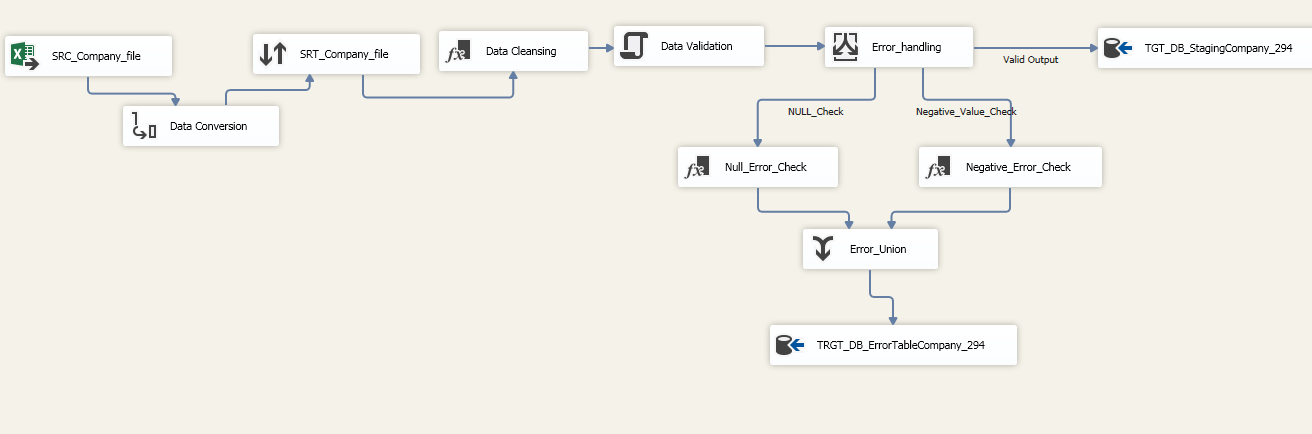 SRC_Company_file
Data Conversion
SRT_Company_file
Data Cleansing
Data Validation
Error_handling
Valid Output
TGT_DB_StagingCompany_294
NULL_Check
Negative_Value_Check
Null_Error_Check
Negative_Error_Check
Error_Union
TRGT_DB_ErrorTableCompany_294